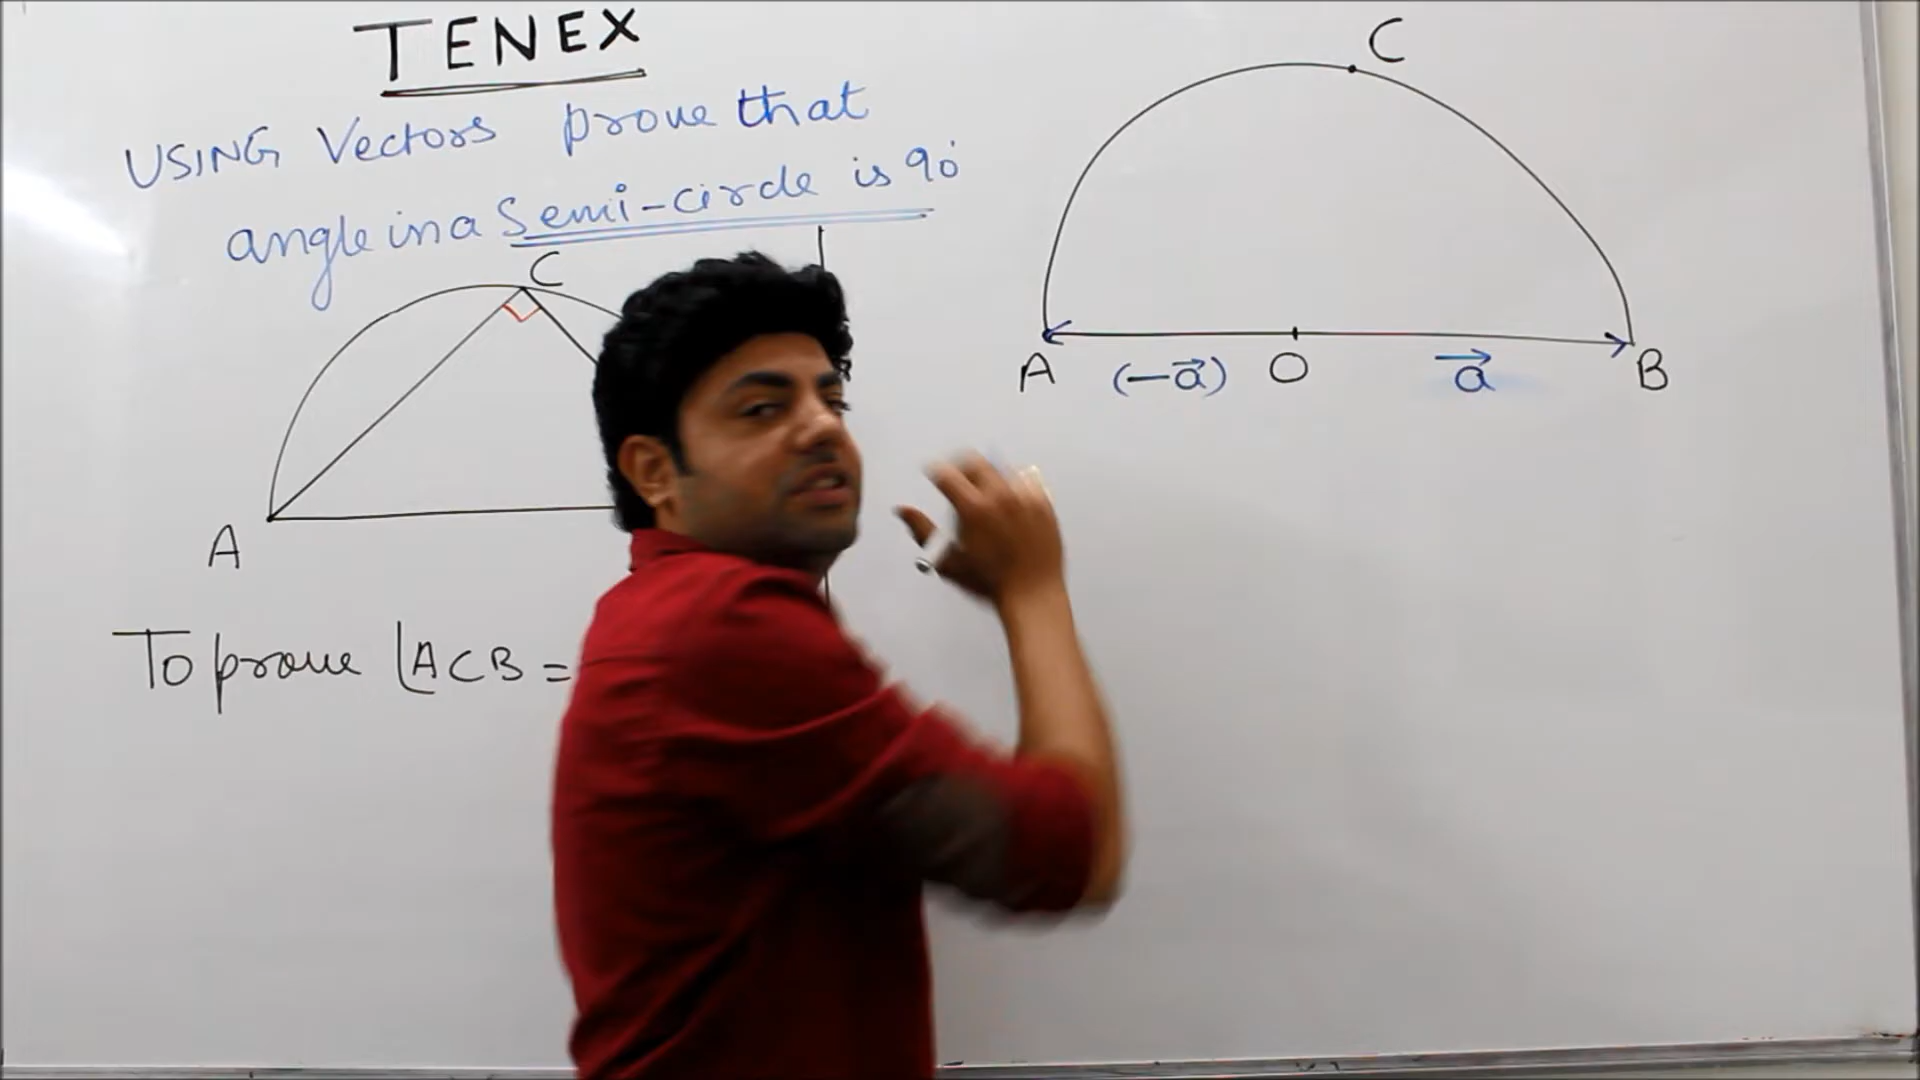 TENEX
USING Vectors prove that
angle in a Semi-circle is 90°
C
A
To prove ∠ACB =
C
A (-a⃗) O a⃗ B